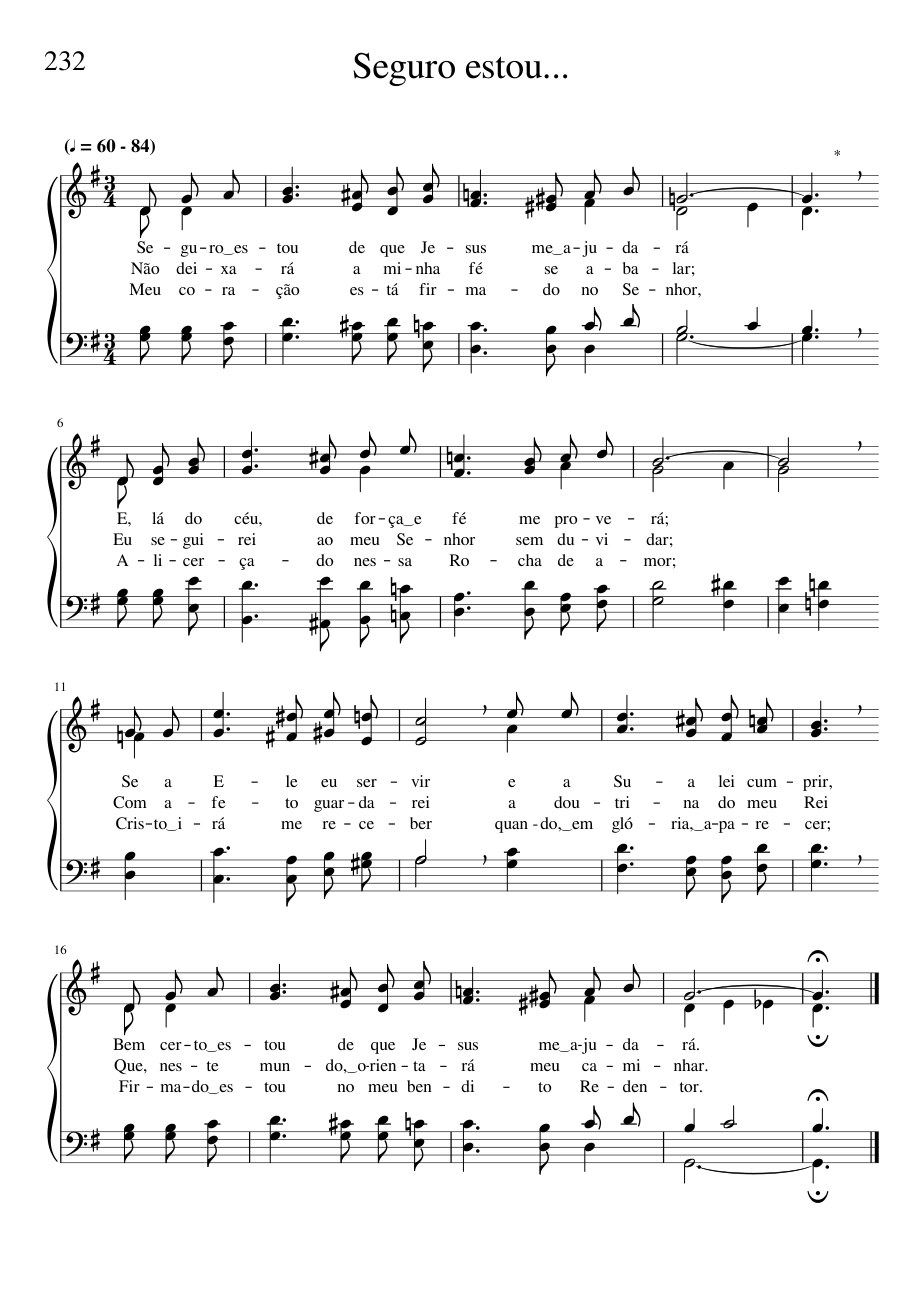 232
Seguro estou...
(♩ = 60 - 84)
*
3 4
Se – gu–ro_es – tou de que Je – sus me_a–ju – da – rá
Não dei – xa – rá a mi – nha fé se a – ba – lar;
Meu co – ra – ção es – tá fir – ma – do no Se – nhor,
3 4
6
E, lá do céu, de for–ça_e fé me pro – ve – rá;
Eu se – gui – rei ao meu Se – nhor sem du – vi – dar;
A – li – cer – ça – do nes – sa Ro – cha de a – mor;
11
Se a E – le eu ser – vir e a Su – a lei cum – prir,
Com a – fe – to guar – da – rei a dou – tri – na do meu Rei
Cris–to_i – rá me re – ce – ber quan - do,_em gló – ria,_a–pa – re – cer;
16
Bem cer–to_es – tou de que Je – sus me_a-ju – da – rá.
Que, nes – te mun – do,_o-rien – ta – rá meu ca – mi – nhar.
Fir – ma–do_es – tou no meu ben – di – to Re – den – tor.